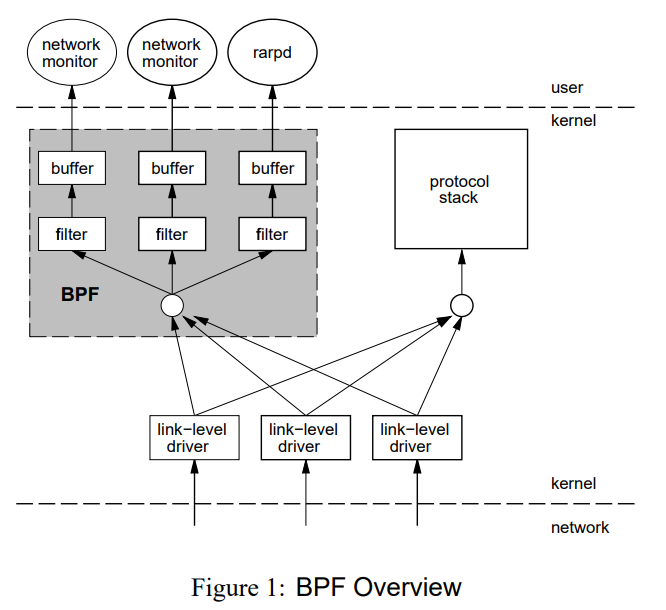 network
monitor
network
monitor
rarpd
user
kernel
buffer
buffer
buffer
protocol
stack
filter
filter
filter
BPF
link-level
driver
link-level
driver
link-level
driver
kernel
network
Figure 1: BPF Overview